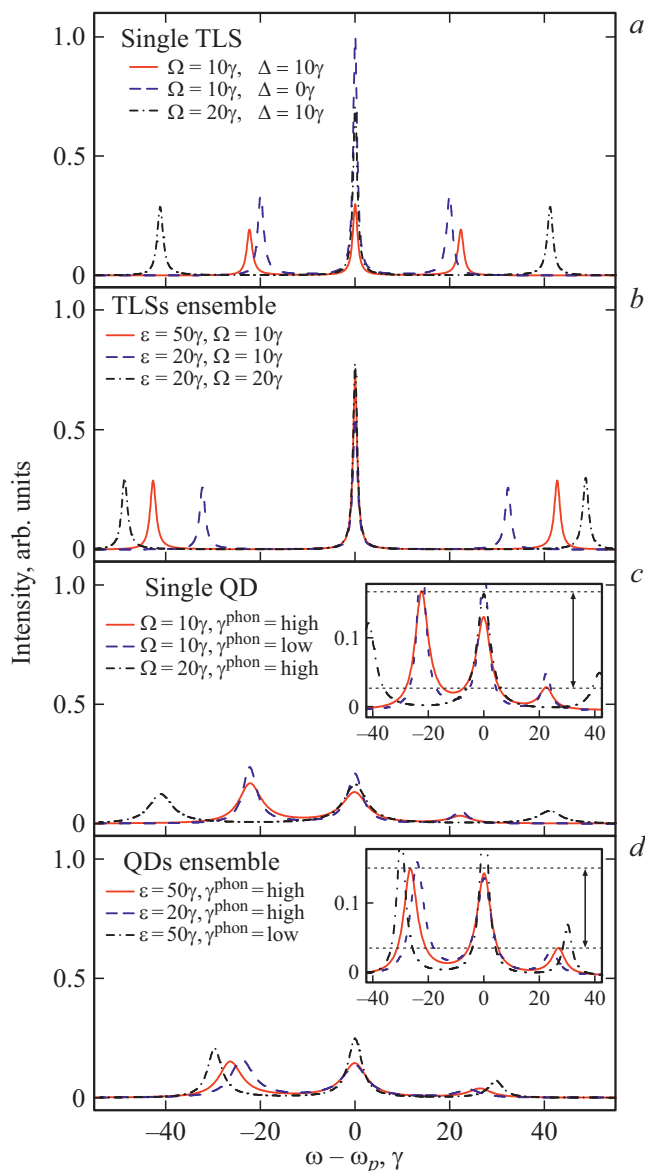 a
1.0
Single TLS
Ω = 10γ, Δ = 10γ
Ω = 10γ, Δ = 0γ
Ω = 20γ, Δ = 10γ
0.5
0
b
1.0
TLSs ensemble
ε = 50γ, Ω = 10γ
ε = 20γ, Ω = 10γ
ε = 20γ, Ω = 20γ
0.5
0
Intensity, arb. units
c
1.0
Single QD
Ω = 10γ, γ^phon = high
Ω = 10γ, γ^phon = low
Ω = 20γ, γ^phon = high
0.1
0
−40 −20 0 20 40
0.5
0
d
1.0
QDs ensemble
ε = 50γ, γ^phon = high
ε = 20γ, γ^phon = high
ε = 50γ, γ^phon = low
0.1
0
−40 −20 0 20 40
0.5
0
−40 −20 0 20 40
ω − ω_p, γ